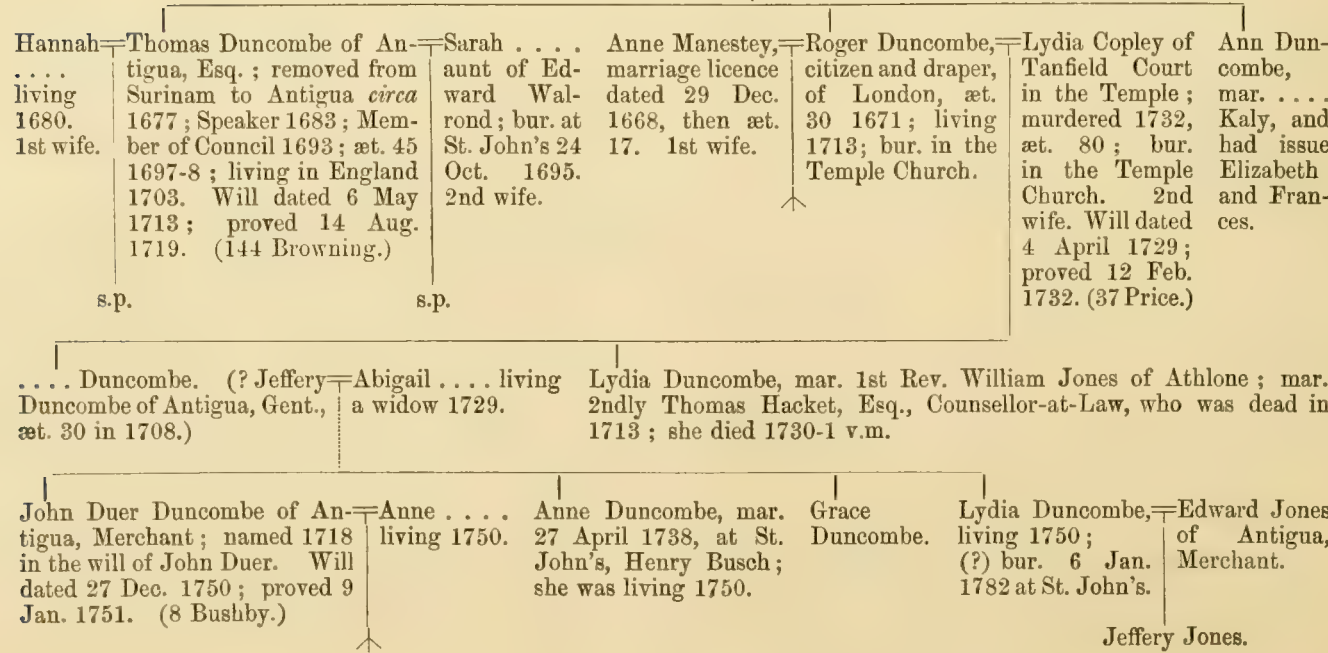 Hannah
. . . .
living
1680.
1st wife.
Thomas Duncombe of An-
tigua, Esq. ; removed from
Surinam to Antigua circa
1677 ; Speaker 1683 ; Mem-
ber of Council 1693 ; æt. 45
1697-8 ; living in England
1703. Will dated 6 May
1713 ; proved 14 Aug.
1719. (144 Browning.)
Sarah . . . .
aunt of Ed-
ward Wal-
rond ; bur. at
St. John's 24
Oct. 1695.
2nd wife.
Anne Manestey,
marriage licence
dated 29 Dec.
1668, then æt.
17. 1st wife.
Roger Duncombe,
citizen and draper,
of London, æt.
30 1671 ; living
1713 ; bur. in the
Temple Church.
Lydia Copley of
Tanfield Court
in the Temple ;
murdered 1732,
æt. 80 ; bur.
in the Temple
Church. 2nd
wife. Will dated
4 April 1729 ;
proved 12 Feb.
1732. (37 Price.)
Ann Dun-
combe,
mar. . . . .
Kaly, and
had issue
Elizabeth
and Fran-
ces.
s.p.
s.p.
. . . . Duncombe. (? Jeffery
Duncombe of Antigua, Gent.,
æt. 30 in 1708.)
Abigail . . . . living
a widow 1729.
Lydia Duncombe, mar. 1st Rev. William Jones of Athlone ; mar.
2ndly Thomas Hacket, Esq., Counsellor-at-Law, who was dead in
1713 ; she died 1730-1 v.m.
John Duer Duncombe of An-
tigua, Merchant ; named 1718
in the will of John Duer. Will
dated 27 Dec. 1750 ; proved 9
Jan. 1751. (8 Bushby.)
Anne . . . .
living 1750.
Anne Duncombe, mar.
27 April 1738, at St.
John's, Henry Busch ;
she was living 1750.
Grace
Duncombe.
Lydia Duncombe,
living 1750 ;
(?) bur. 6 Jan.
1782 at St. John's.
Edward Jones
of Antigua,
Merchant.
Jeffery Jones.